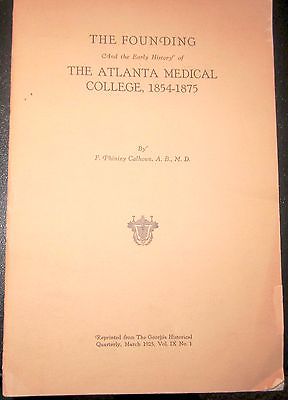 THE FOUNDING
And the Early History of
THE ATLANTA MEDICAL
COLLEGE, 1854-1875
By
F. Phinizy Calhoun, A. B., M. D.
Reprinted from The Georgia Historical
Quarterly, March 1925, Vol. IX No. 1